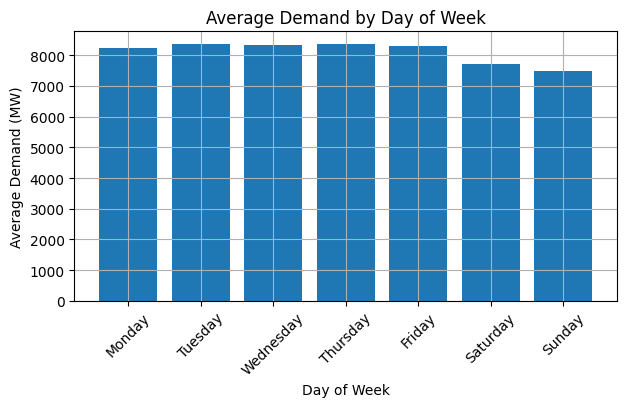 Average Demand by Day of Week
Average Demand (MW)
8000
7000
6000
5000
4000
3000
2000
1000
0
Monday
Tuesday
Wednesday
Thursday
Friday
Saturday
Sunday
Day of Week